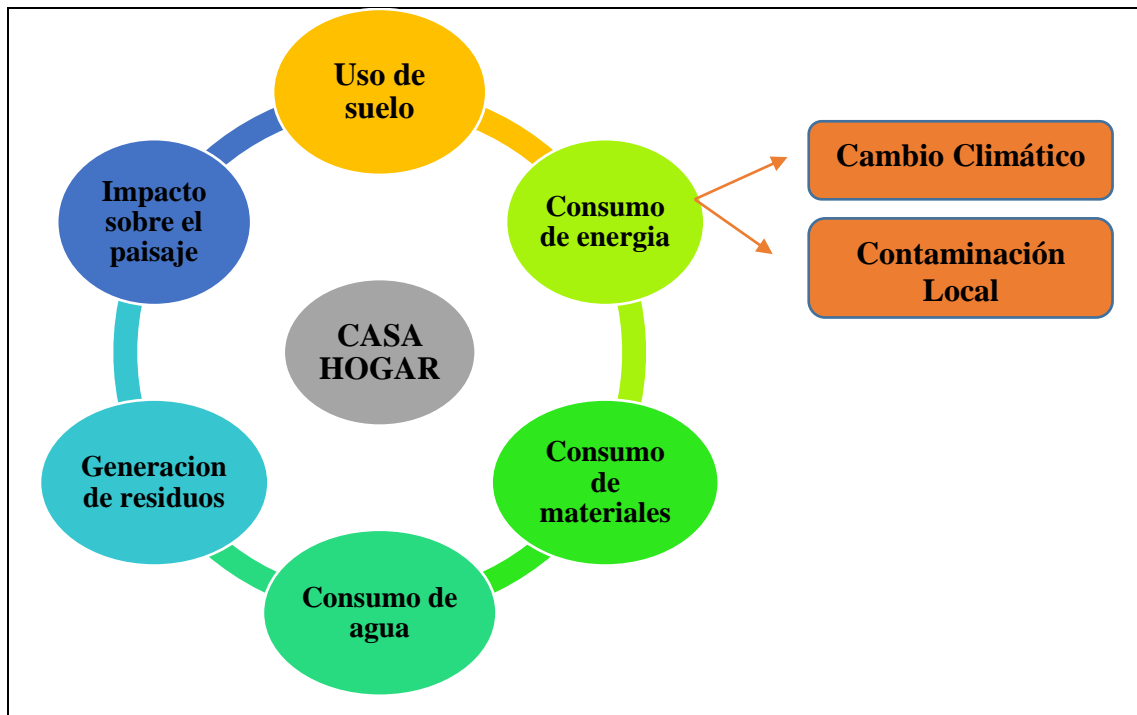 Uso de
suelo
Consumo
de energia
Cambio Climático
Contaminación
Local
Impacto
sobre el
paisaje
CASA
HOGAR
Generacion
de residuos
Consumo
de
materiales
Consumo de
agua